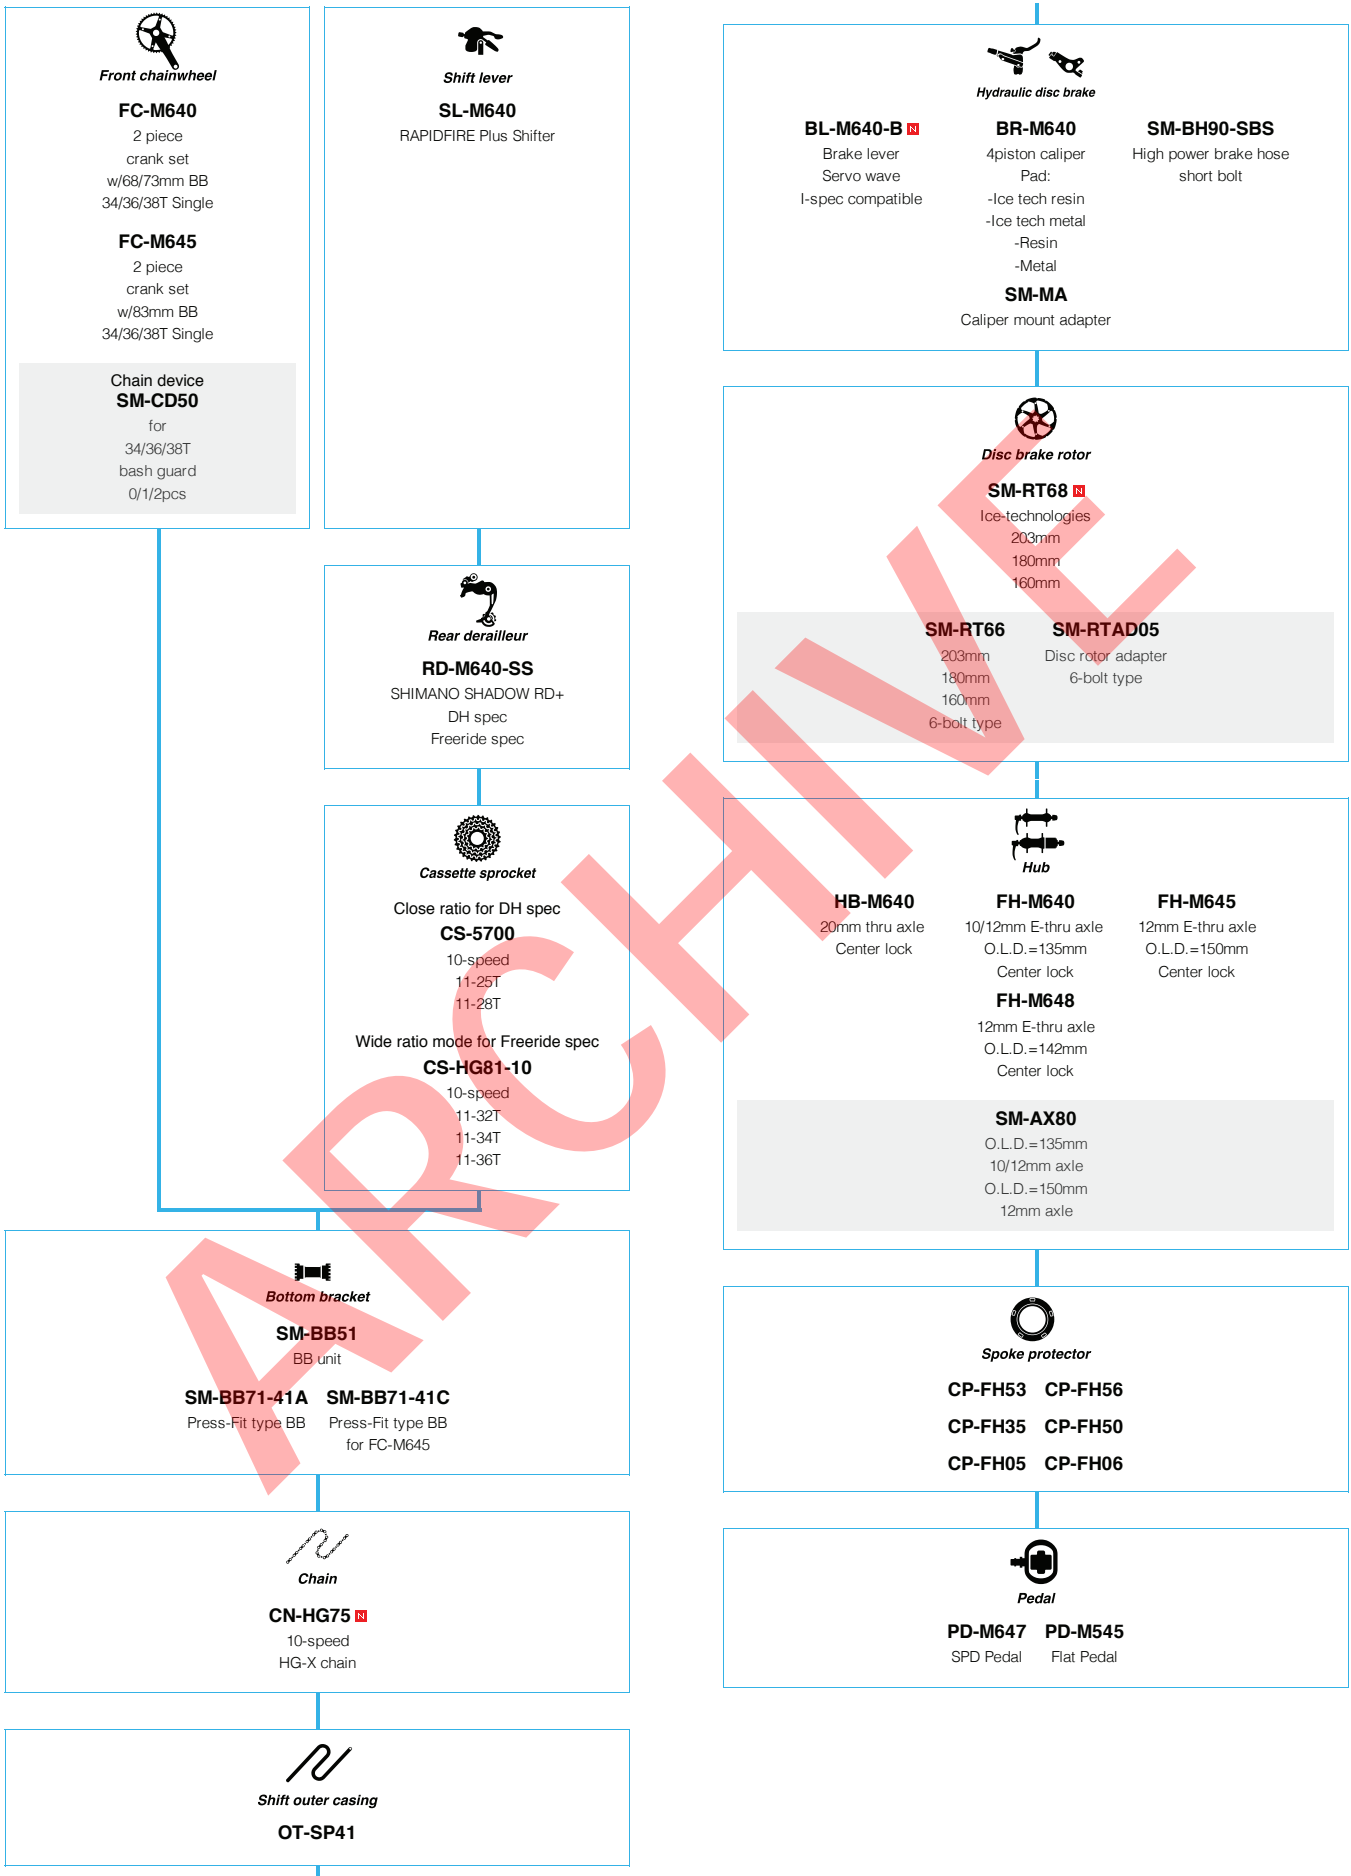 Front chainwheel
FC-M640
2 piece
crank set
w/68/73mm BB
34/36/38T Single
FC-M645
2 piece
crank set
w/83mm BB
34/36/38T Single
Chain device
SM-CD50
for
34/36/38T
bash guard
0/1/2pcs
Shift lever
SL-M640
RAPIDFIRE Plus Shifter
Rear derailleur
RD-M640-SS
SHIMANO SHADOW RD+
DH spec
Freeride spec
Cassette sprocket
Close ratio for DH spec
CS-5700
10-speed
11-25T
11-28T
Wide ratio mode for Freeride spec
CS-HG81-10
10-speed
11-32T
11-34T
11-36T
Bottom bracket
SM-BB51
BB unit
SM-BB71-41A
Press-Fit type BB
SM-BB71-41C
Press-Fit type BB
for FC-M645
Chain
CN-HG75 N
10-speed
HG-X chain
Shift outer casing
OT-SP41
Hydraulic disc brake
BL-M640-B N
Brake lever
Servo wave
I-spec compatible
BR-M640
4piston caliper
Pad:
-Ice tech resin
-Ice tech metal
-Resin
-Metal
SM-MA
Caliper mount adapter
SM-BH90-SBS
High power brake hose
short bolt
Disc brake rotor
SM-RT68 N
Ice-technologies
203mm
180mm
160mm
SM-RT66
203mm
180mm
160mm
6-bolt type
SM-RTAD05
Disc rotor adapter
6-bolt type
Hub
HB-M640
20mm thru axle
Center lock
FH-M640
10/12mm E-thru axle
O.L.D.=135mm
Center lock
FH-M648
12mm E-thru axle
O.L.D.=142mm
Center lock
FH-M645
12mm E-thru axle
O.L.D.=150mm
Center lock
SM-AX80
O.L.D.=135mm
10/12mm axle
O.L.D.=150mm
12mm axle
Spoke protector
CP-FH53 CP-FH56
CP-FH35 CP-FH50
CP-FH05 CP-FH06
Pedal
PD-M647
SPD Pedal
PD-M545
Flat Pedal
ARCHIVE